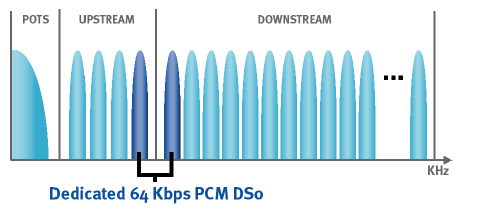 POTS UPSTREAM DOWNSTREAM
...
KHz
Dedicated 64 Kbps PCM DSo